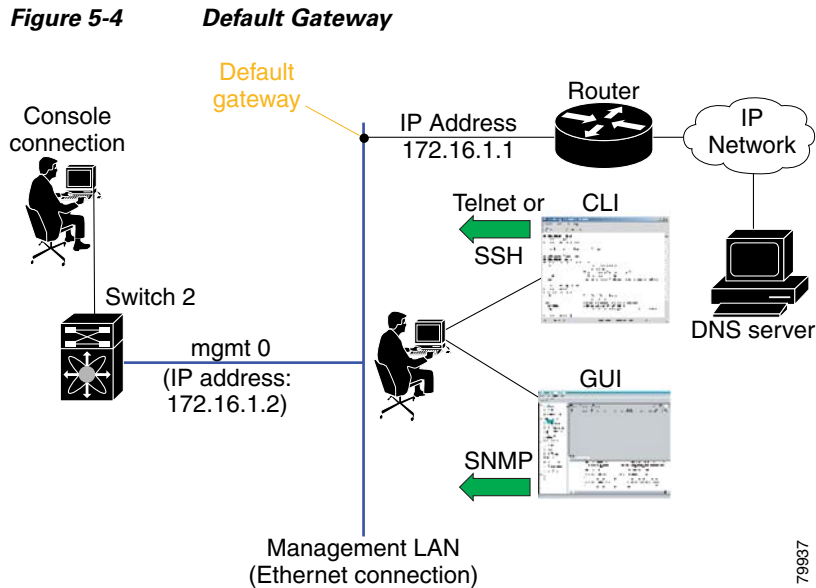 Figure 5-4 Default Gateway
Default
gateway
Console
connection
Router
IP Address
172.16.1.1
IP
Network
Telnet or
SSH
CLI
Switch 2
DNS server
mgmt 0
(IP address:
172.16.1.2)
GUI
SNMP
Management LAN
(Ethernet connection)
79937